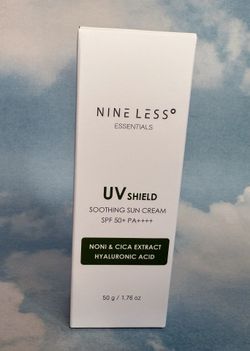 NINE LESS°
ESSENTIALS
UV SHIELD
SOOTHING SUN CREAM
SPF 50+ PA++++
NONI & CICA EXTRACT
HYALURONIC ACID
50 g / 1.76 oz